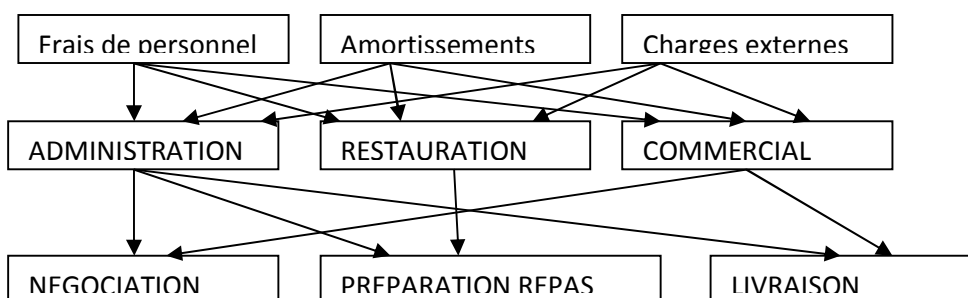 Frais de personnel Amortissements Charges externes
ADMINISTRATION RESTAURATION COMMERCIAL
NEGOCIATION PREPARATION REPAS LIVRAISON